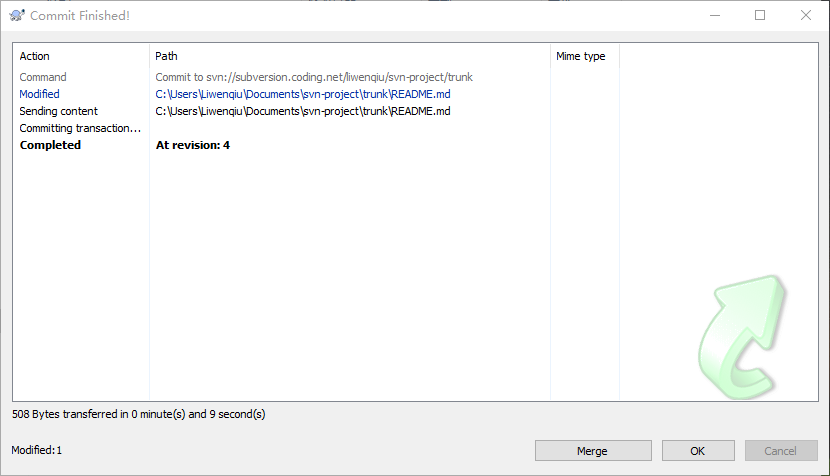 Commit Finished!
Action Path Mime type
Command Commit to svn://subversion.coding.net/liwenqiu/svn-project/trunk
Modified C:\Users\Liwenqiu\Documents\svn-project\trunk\README.md
Sending content C:\Users\Liwenqiu\Documents\svn-project\trunk\README.md
Committing transaction...
Completed At revision: 4
508 Bytes transferred in 0 minute(s) and 9 second(s)
Modified:1 Merge OK Cancel